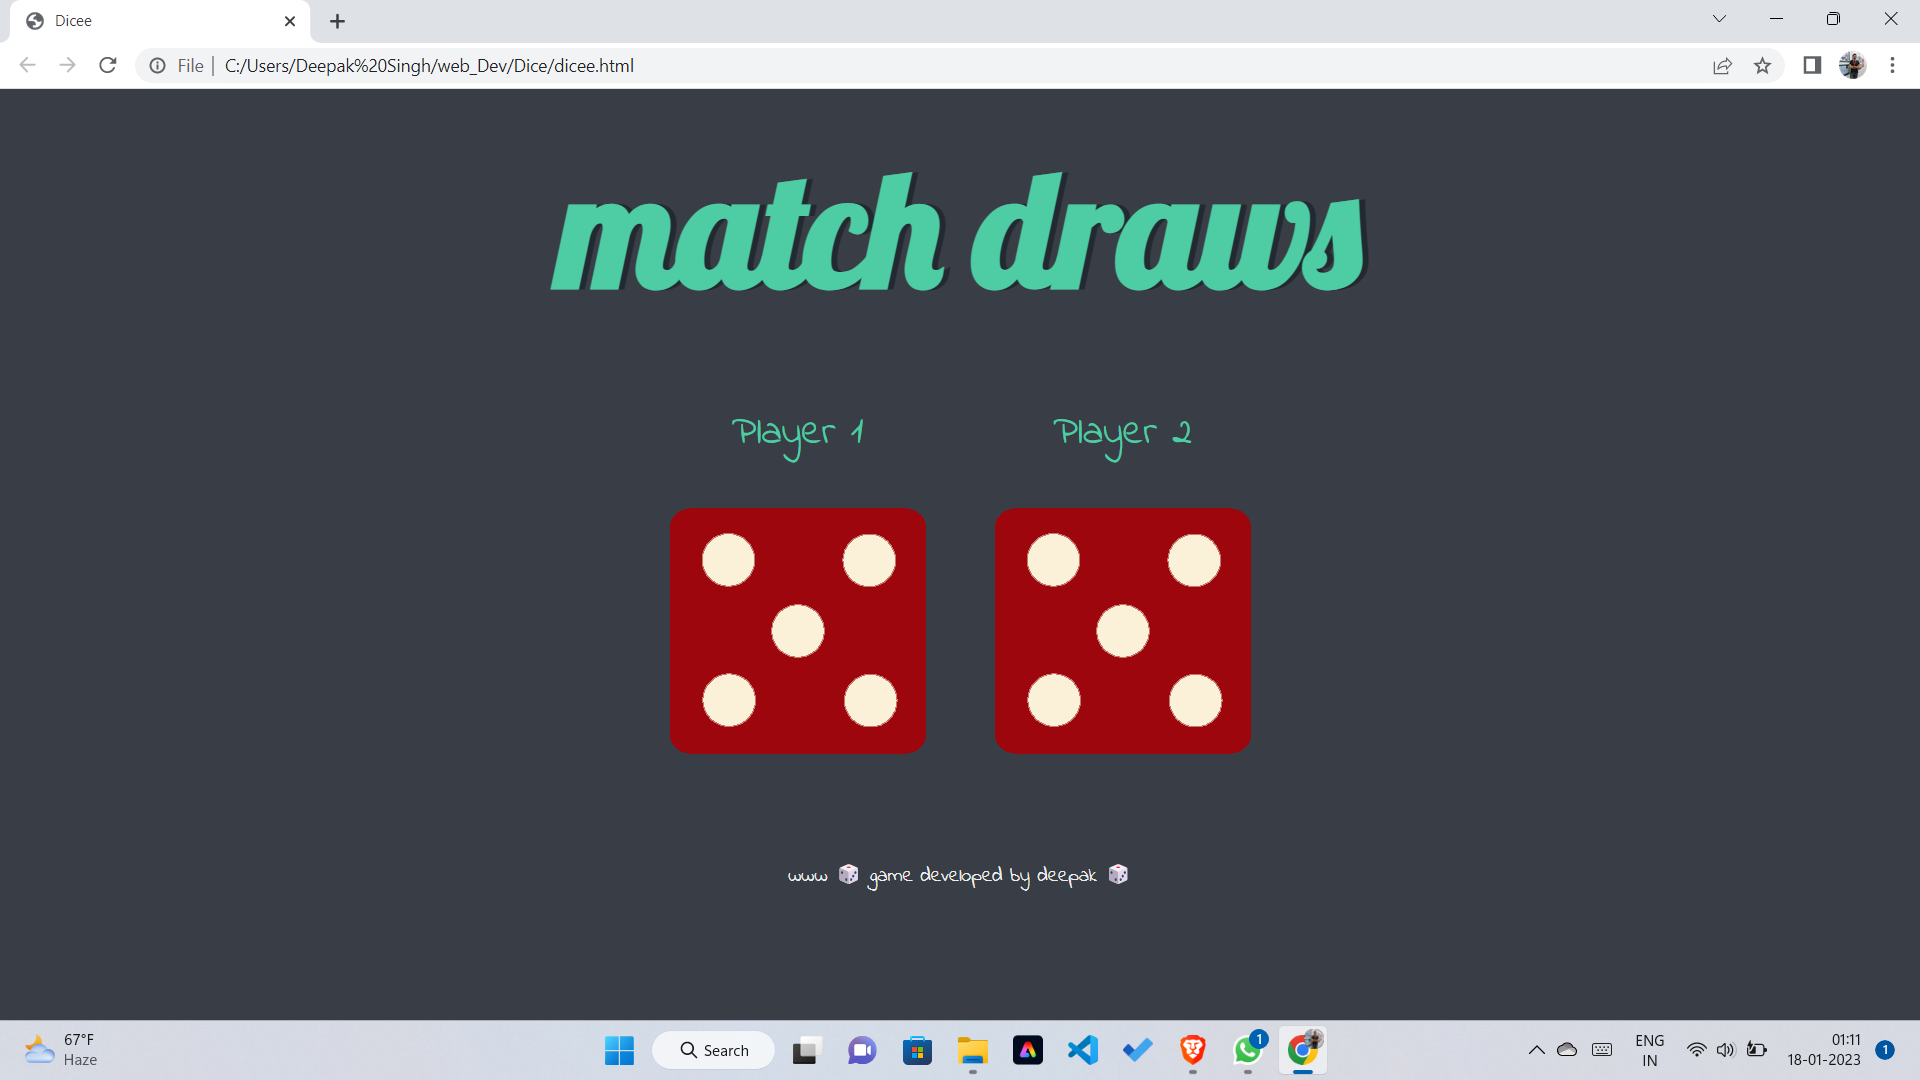 Dicee
File
C:/Users/Deepak%20Singh/web_Dev/Dice/dicee.html
match draws
Player 1
Player 2
www 🎲 game developed by deepak 🎲
67°F
Haze
Search
1
ENG
IN
01:11
18-01-2023
1